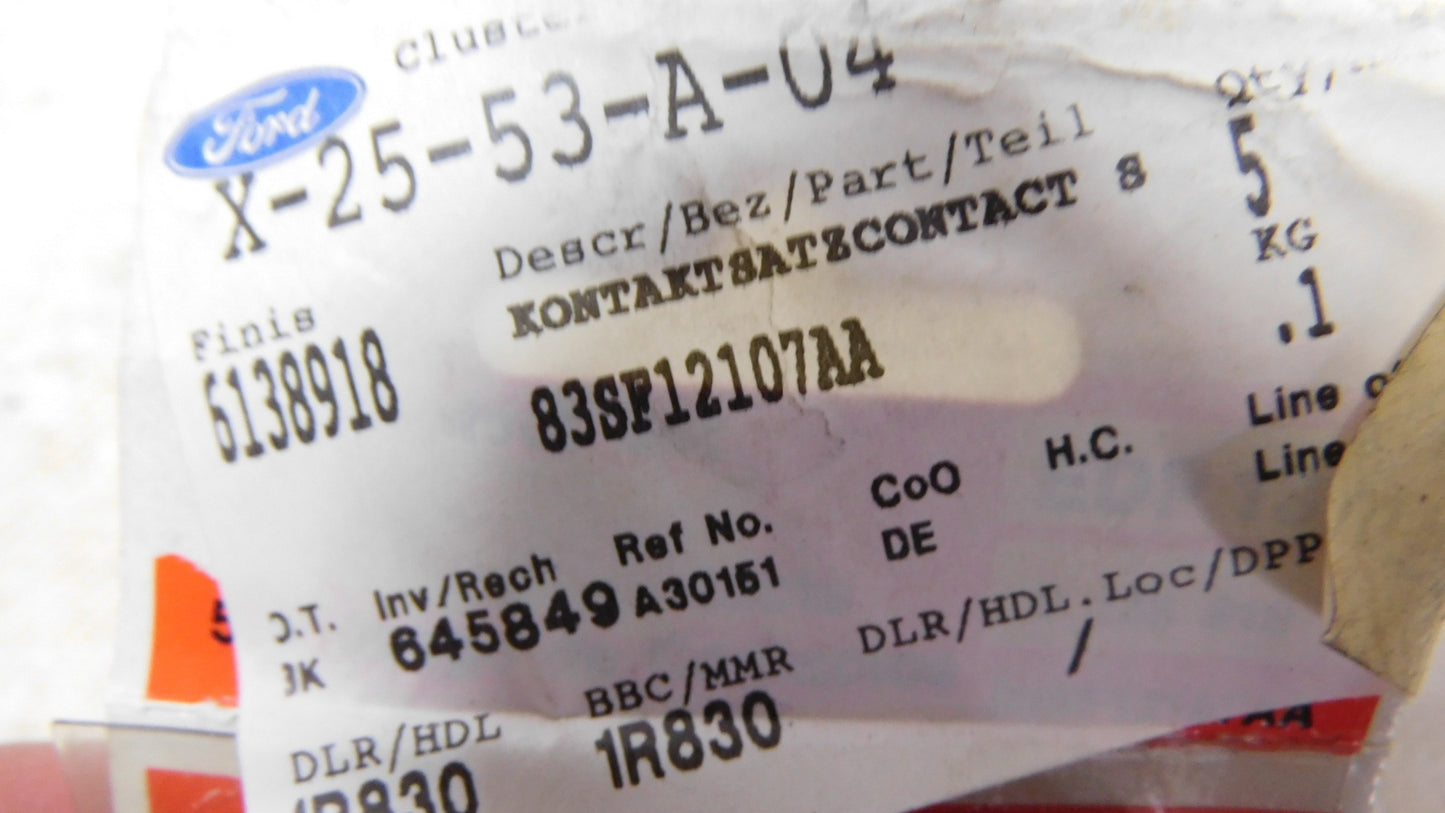 Ford
X-25-53-A-04
Descr/Bez/Part/Teil
KONTAKTSATZCONTACT S
5
KG
.1
Finis
6138918
83SF12107AA
Line
Line
CoO
H.C.
DE
Inv/Rech
Ref No.
645849
A30151
DLR/HDL.Loc/DPP
/
BBC/MMR
1R830
DLR/HDL
1R830